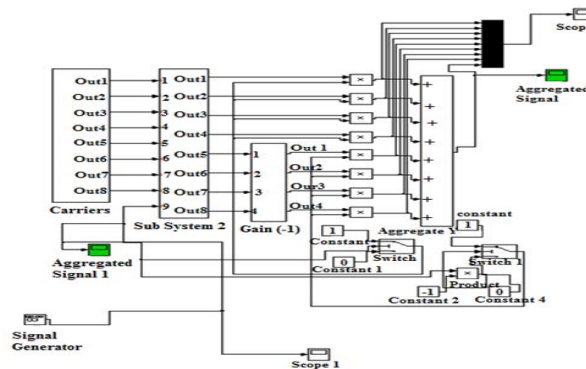 Scope
Out1 1 Out1
Out2 2 Out2
Out3 3 Out3
Out4 4 Out4
Out5 5 Out5 1 Out 1
Out6 6 Out6 2 Out2
Out7 7 Out7 3 Our3
Out8 8 Out8 4 Out4
9
Carriers
Sub System 2
Gain (-1)
Aggregate Y
Aggregated
Signal
× × × × × × × ×
+ + + + + + + +
1
Constant
0
Constant 1
Switch
1
constant
Switch 1
×
Product
-1
Constant 2
0
Constant 4
Aggregated
Signal 1
Signal
Generator
Scope 1